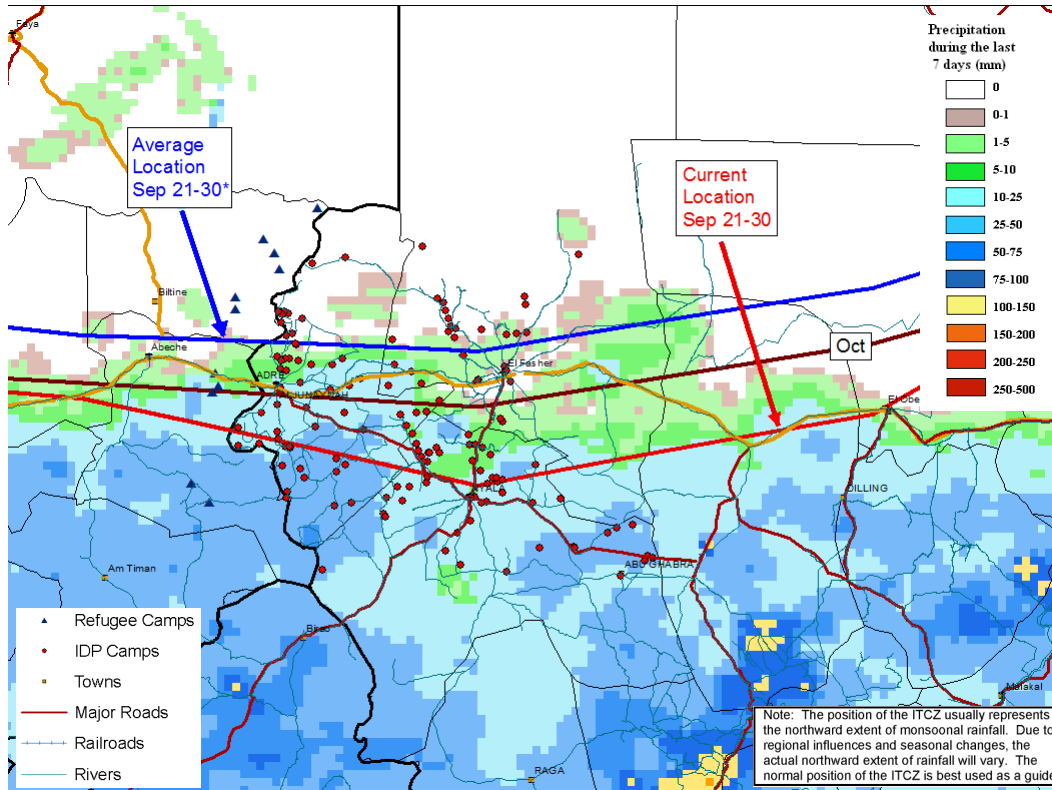 Faya
Precipitation
during the last
7 days (mm)
0
0-1
1-5
5-10
10-25
25-50
50-75
75-100
100-150
150-200
200-250
250-500
Average
Location
Sep 21-30*
Current
Location
Sep 21-30
Biltine
Abeche
Oct
El Fasher
ADRE
El Obe
DILLING
ABU GHABRA
Am Timan
Birao
Malakal
RAGA
Refugee Camps
IDP Camps
Towns
Major Roads
Railroads
Rivers
Note: The position of the ITCZ usually represents
the northward extent of monsoonal rainfall. Due to
regional influences and seasonal changes, the
actual northward extent of rainfall will vary. The
normal position of the ITCZ is best used as a guide